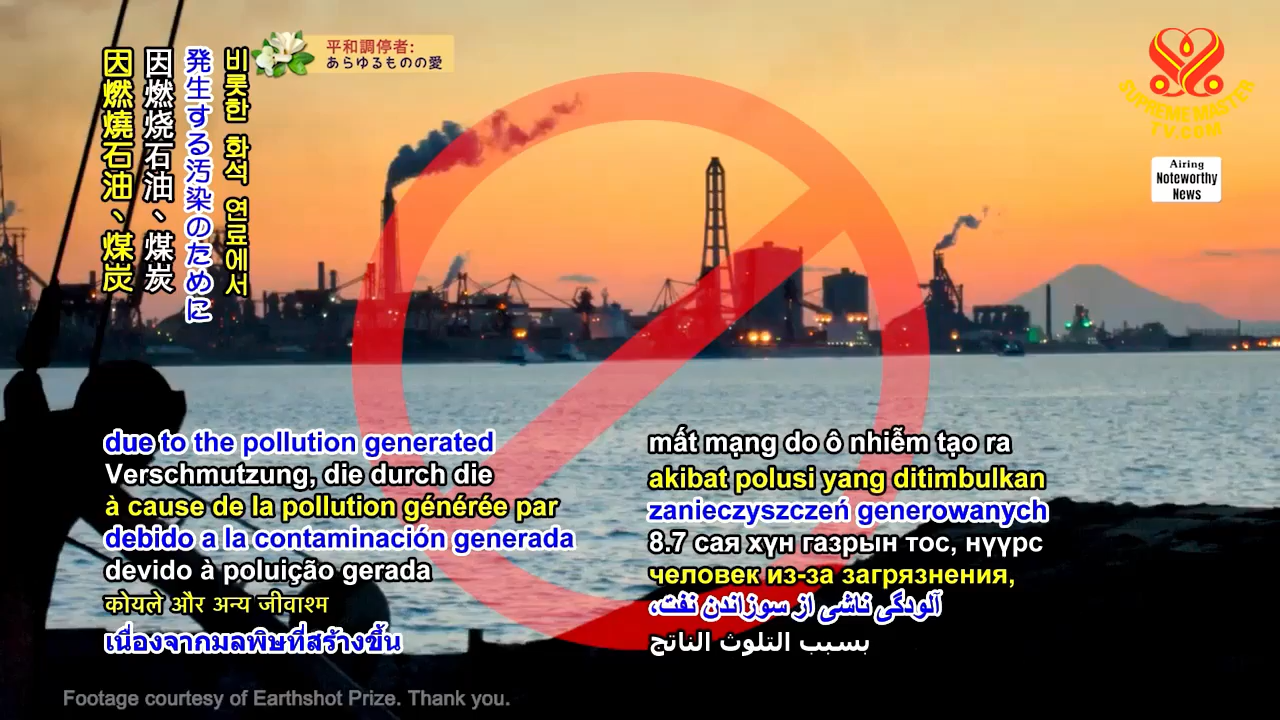 平和調停者:
あらゆるものの愛
비롯한 화석 연료에서
発生する汚染のために
因燃烧石油、煤炭
因燃燒石油、煤炭
SUPREME MASTER
TV.COM
Airing
Noteworthy
News
due to the pollution generated
Verschmutzung, die durch die
à cause de la pollution générée par
debido a la contaminación generada
devido à poluição gerada
कोयले और अन्य जीवाश्म
เนื่องจากมลพิษที่สร้างขึ้น
mất mạng do ô nhiễm tạo ra
akibat polusi yang ditimbulkan
zanieczyszczeń generowanych
8.7 сая хүн газрын тос, нүүрс
человек из-за загрязнения,
آلودگی ناشی از سوزاندن نفت،
بسبب التلوث الناتج
Footage courtesy of Earthshot Prize. Thank you.